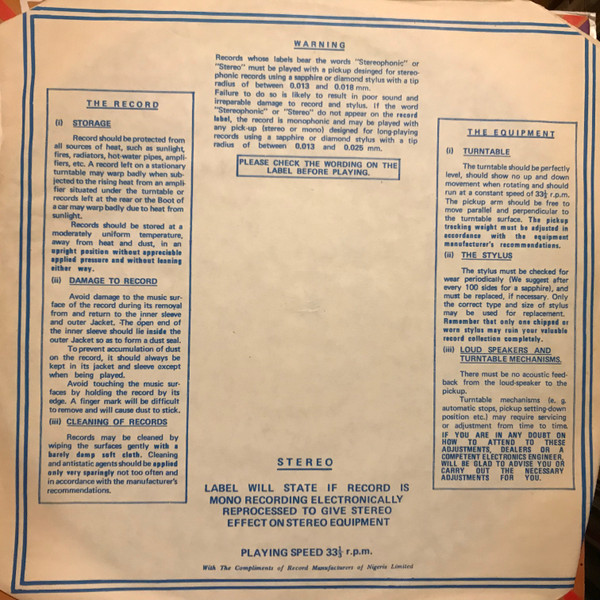 WARNING
Records whose labels bear the words "Stereophonic" or
"Stereo" must be played with a pickup desinged for stereo-
phonic records using a sapphire or diamond stylus with a tip
radius of between 0.013 and 0.018 mm.
Failure to do so is likely to result in poor sound and
irreparable damage to record and stylus. If the word
"Stereophonic" or "Stereo" do not appear on the record
label, the record is monophonic and may be played with
any pick-up (stereo or mono) designed for long-playing
records using a sapphire or diamond stylus with a tip
radius of between 0.013 and 0.025 mm.
PLEASE CHECK THE WORDING ON THE
LABEL BEFORE PLAYING.
THE RECORD
(i) STORAGE
Record should be protected from
all sources of heat, such as sunlight,
fires, radiators, hot-water pipes, ampli-
fiers, etc. A record left on a stationary
turntable may warp badly when sub-
jected to the rising heat from an ampli-
fier situated under the turntable or
records left at the rear or the Boot of
a car may warp badly due to heat from
sunlight.
Records should be stored at a
moderately uniform temperature,
away from heat and dust, in an
upright position without appreciable
applied pressure and without leaning
either way.
(ii) DAMAGE TO RECORD
Avoid damage to the music sur-
face of the record during its removal
from and return to the inner sleeve
and outer Jacket. The open end of
the inner sleeve should lie inside the
outer Jacket so as to form a dust seal.
To prevent accumulation of dust
on the record, it should always be
kept in its jacket and sleeve except
when being played.
Avoid touching the music sur-
faces by holding the record by its
edge. A finger mark will be difficult
to remove and will cause dust to stick.
(iii) CLEANING OF RECORDS
Records may be cleaned by
wiping the surfaces gently with a
barely damp soft cloth. Cleaning
and antistatic agents should be applied
only very sparingly not too often and
in accordance with the manufacturer's
recommendations.
THE EQUIPMENT
(i) TURNTABLE
The turntable should be perfectly
level, should show no up and down
movement when rotating and should
run at a constant speed of 33⅓ r.p.m.
The pickup arm should be free to
move parallel and perpendicular to
the turntable surface. The pickup
tracking weight must be adjusted in
accordance with the equipment
manufacturer's recommendations.
(ii) THE STYLUS
The stylus must be checked for
wear periodically (We suggest after
every 100 sides for a sapphire), and
must be replaced, if necessary. Only
the correct type and size of stylus
may be used for replacement.
Remember that only one chipped or
worn stylus may ruin your valuable
record collection completely.
(iii) LOUD SPEAKERS AND
TURNTABLE MECHANISMS.
There must be no acoustic feed-
back from the loud-speaker to the
pickup.
Turntable mechanisms (e. g.
automatic stops, pickup setting-down
position etc.) may require servicing
or adjustment from time to time.
IF YOU ARE IN ANY DOUBT ON
HOW TO ATTEND TO THESE
ADJUSTMENTS, DEALERS OR A
COMPETENT ELECTRONICS ENGINEER,
WILL BE GLAD TO ADVISE YOU OR
CARRY OUT THE NECESSARY
ADJUSTMENTS FOR YOU.
STEREO
LABEL WILL STATE IF RECORD IS
MONO RECORDING ELECTRONICALLY
REPROCESSED TO GIVE STEREO
EFFECT ON STEREO EQUIPMENT
PLAYING SPEED 33⅓ r.p.m.
With The Compliments of Record Manufacturers of Nigeria Limited